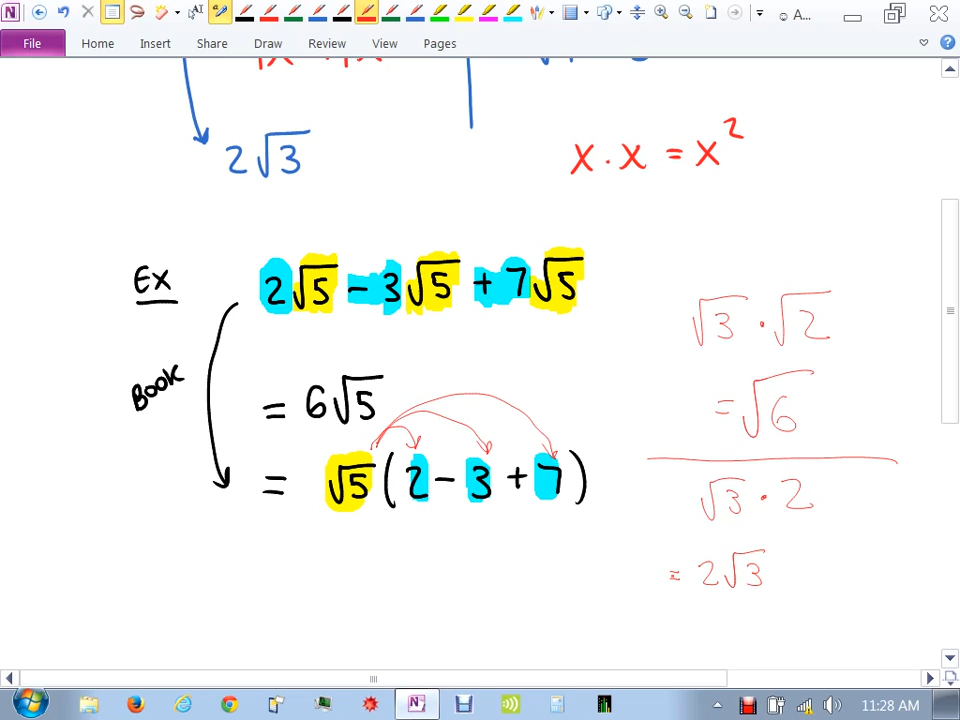 A...
File Home Insert Share Draw Review View Pages
2√3
x · x = x²
Ex 2√5 - 3√5 + 7√5
√3 · √2
Book
= 6√5
= √6
= √5 (2 - 3 + 7)
√3 · 2
= 2√3
11:28 AM